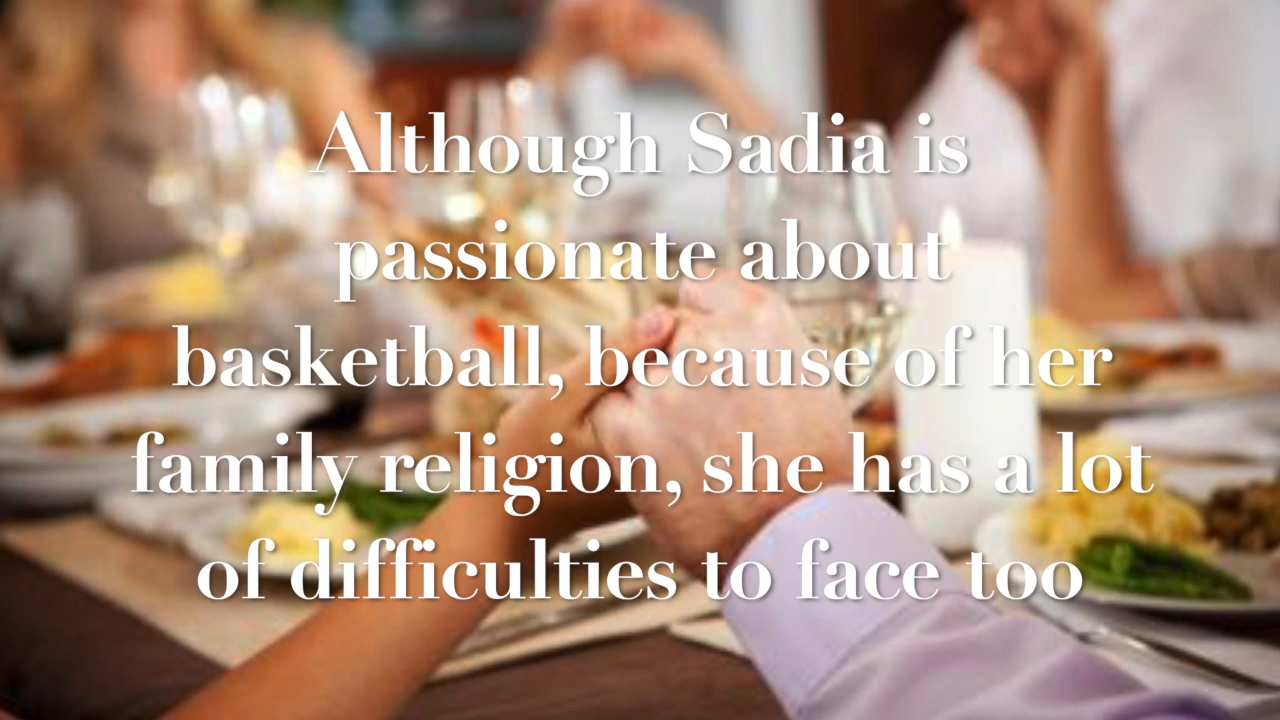 Although Sadia is
passionate about
basketball, because of her
family religion, she has a lot
of difficulties to face too